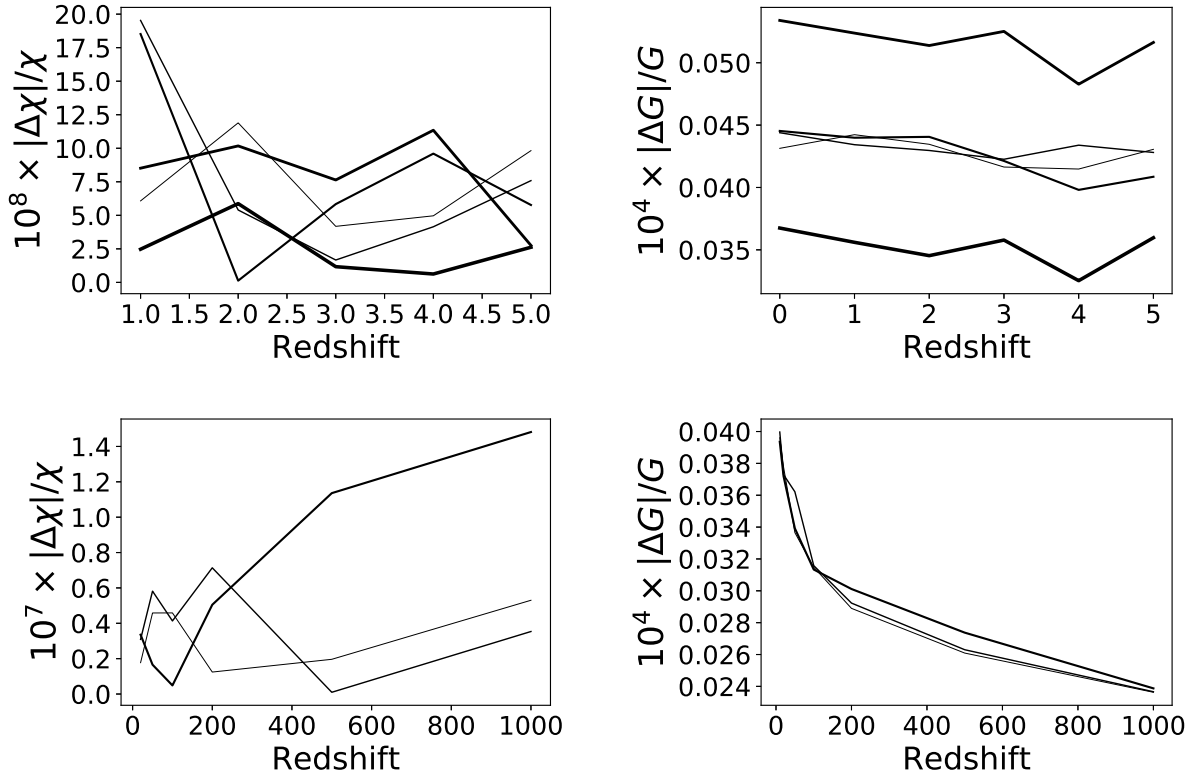 10^8 × |Δχ|/χ
20.0
17.5
15.0
12.5
10.0
7.5
5.0
2.5
0.0
1.0 1.5 2.0 2.5 3.0 3.5 4.0 4.5 5.0
Redshift
10^4 × |ΔG|/G
0.050
0.045
0.040
0.035
0 1 2 3 4 5
Redshift
10^7 × |Δχ|/χ
1.4
1.2
1.0
0.8
0.6
0.4
0.2
0.0
0 200 400 600 800 1000
Redshift
10^4 × |ΔG|/G
0.040
0.038
0.036
0.034
0.032
0.030
0.028
0.026
0.024
0 200 400 600 800 1000
Redshift